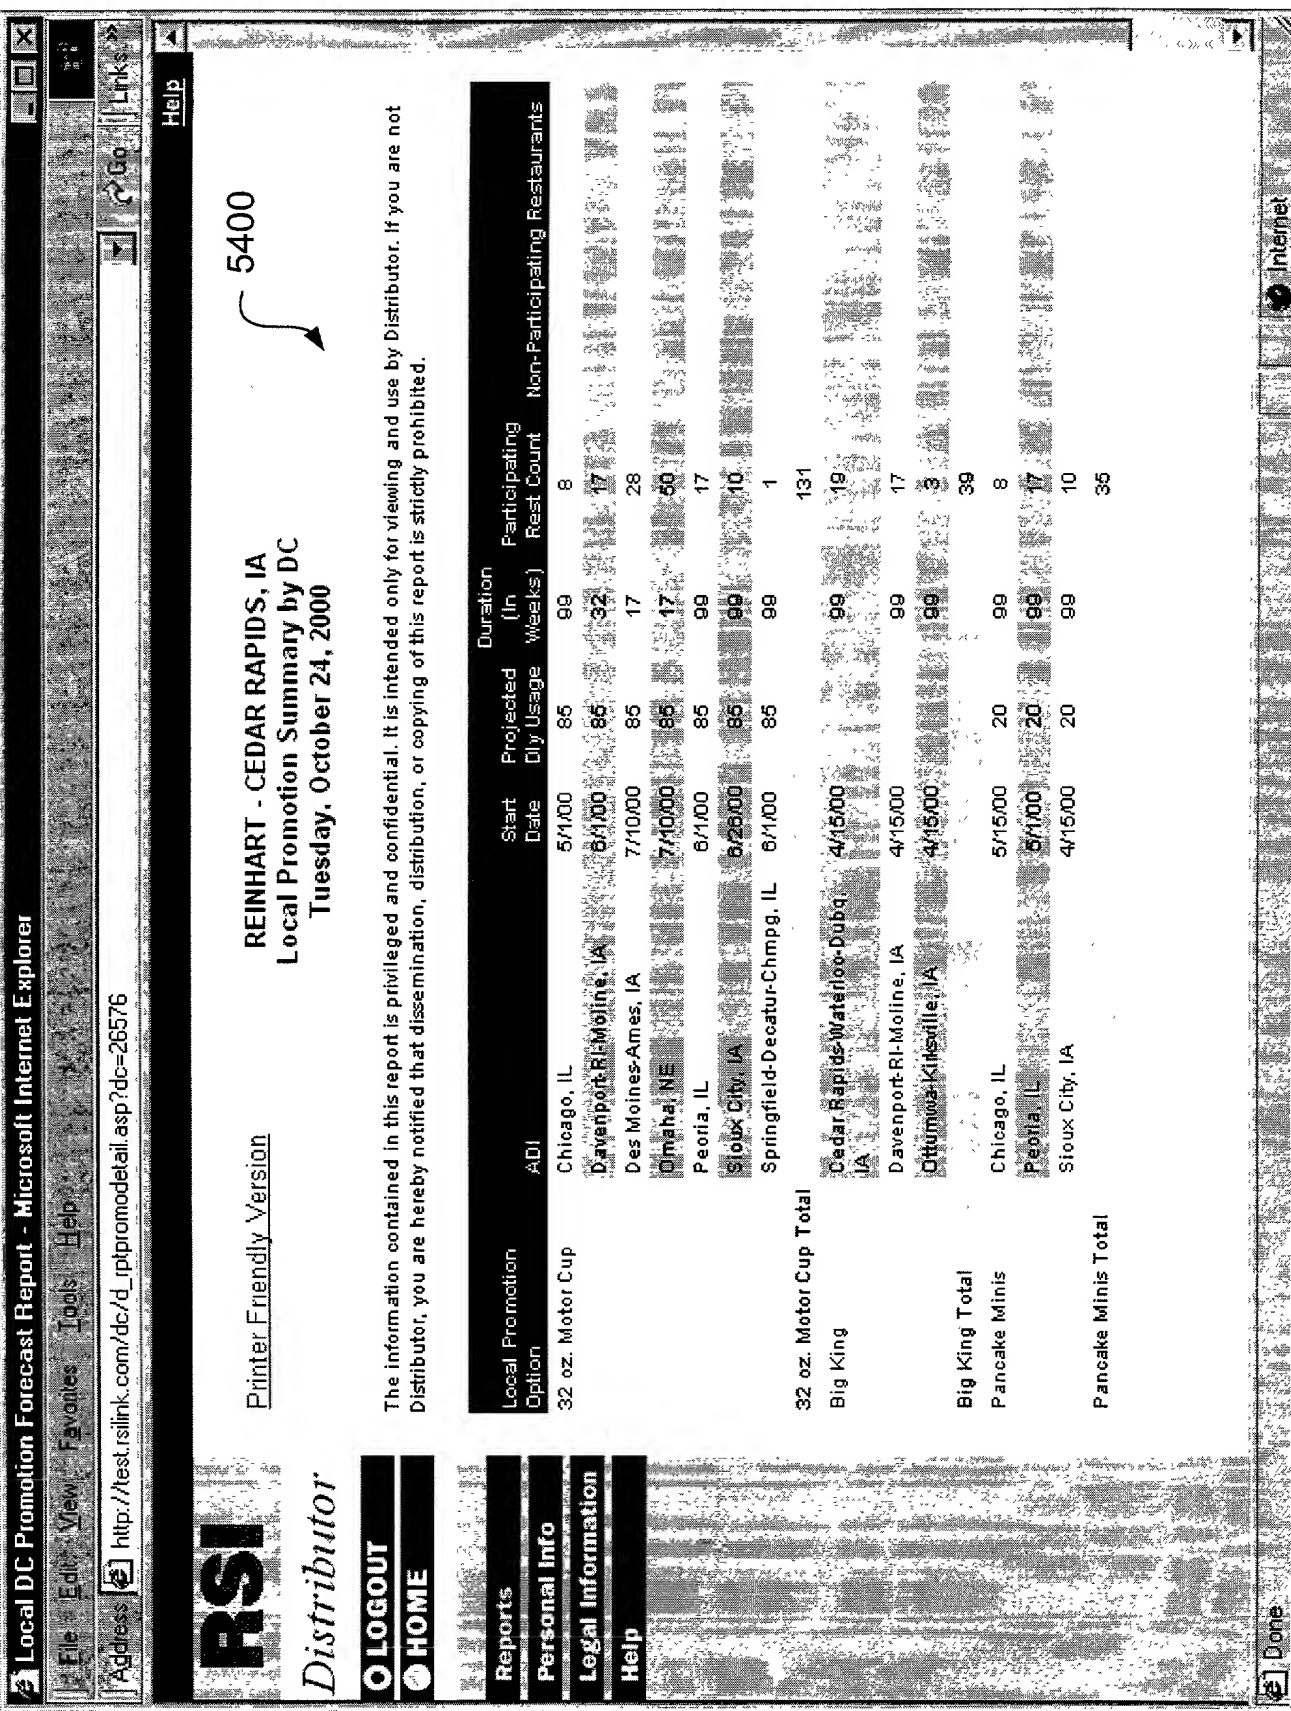 Local DC Promotion Forecast Report - Microsoft Internet Explorer
File Edit View Favorites Tools Help
Address http://test.rsilink.com/dc/d_rptpromodetail.asp?dc=26576 Go Links »
Help
RSI
Distributor
LOGOUT
HOME
Reports
Personal Info
Legal Information
Help
Printer Friendly Version
REINHART - CEDAR RAPIDS, IA
Local Promotion Summary by DC
Tuesday, October 24, 2000
5400
The information contained in this report is privileged and confidential. It is intended only for viewing and use by Distributor. If you are not
Distributor, you are hereby notified that dissemination, distribution, or copying of this report is strictly prohibited.
Local Promotion Option ADI Start Date Projected Dly Usage Duration (In Weeks) Participating Rest Count Non-Participating Restaurants
32 oz. Motor Cup Chicago, IL 5/1/00 85 99 8
Davenport-RI-Moline, IA 6/1/00 85 32 17
Des Moines-Ames, IA 7/10/00 85 17 28
Omaha, NE 7/10/00 85 17 50
Peoria, IL 6/1/00 85 99 17
Sioux City, IA 6/26/00 85 99 10
Springfield-Decatur-Chmpg, IL 6/1/00 85 99 1
32 oz. Motor Cup Total 131
Big King Cedar Rapids-Waterloo-Dubq, IA 4/15/00 99 19
Davenport-RI-Moline, IA 4/15/00 99 17
Ottumwa-Kirksville, IA 4/15/00 99 3
Big King Total 39
Pancake Minis Chicago, IL 5/15/00 20 99 8
Peoria, IL 5/1/00 20 99 17
Sioux City, IA 4/15/00 20 99 10
Pancake Minis Total 35
Done Internet